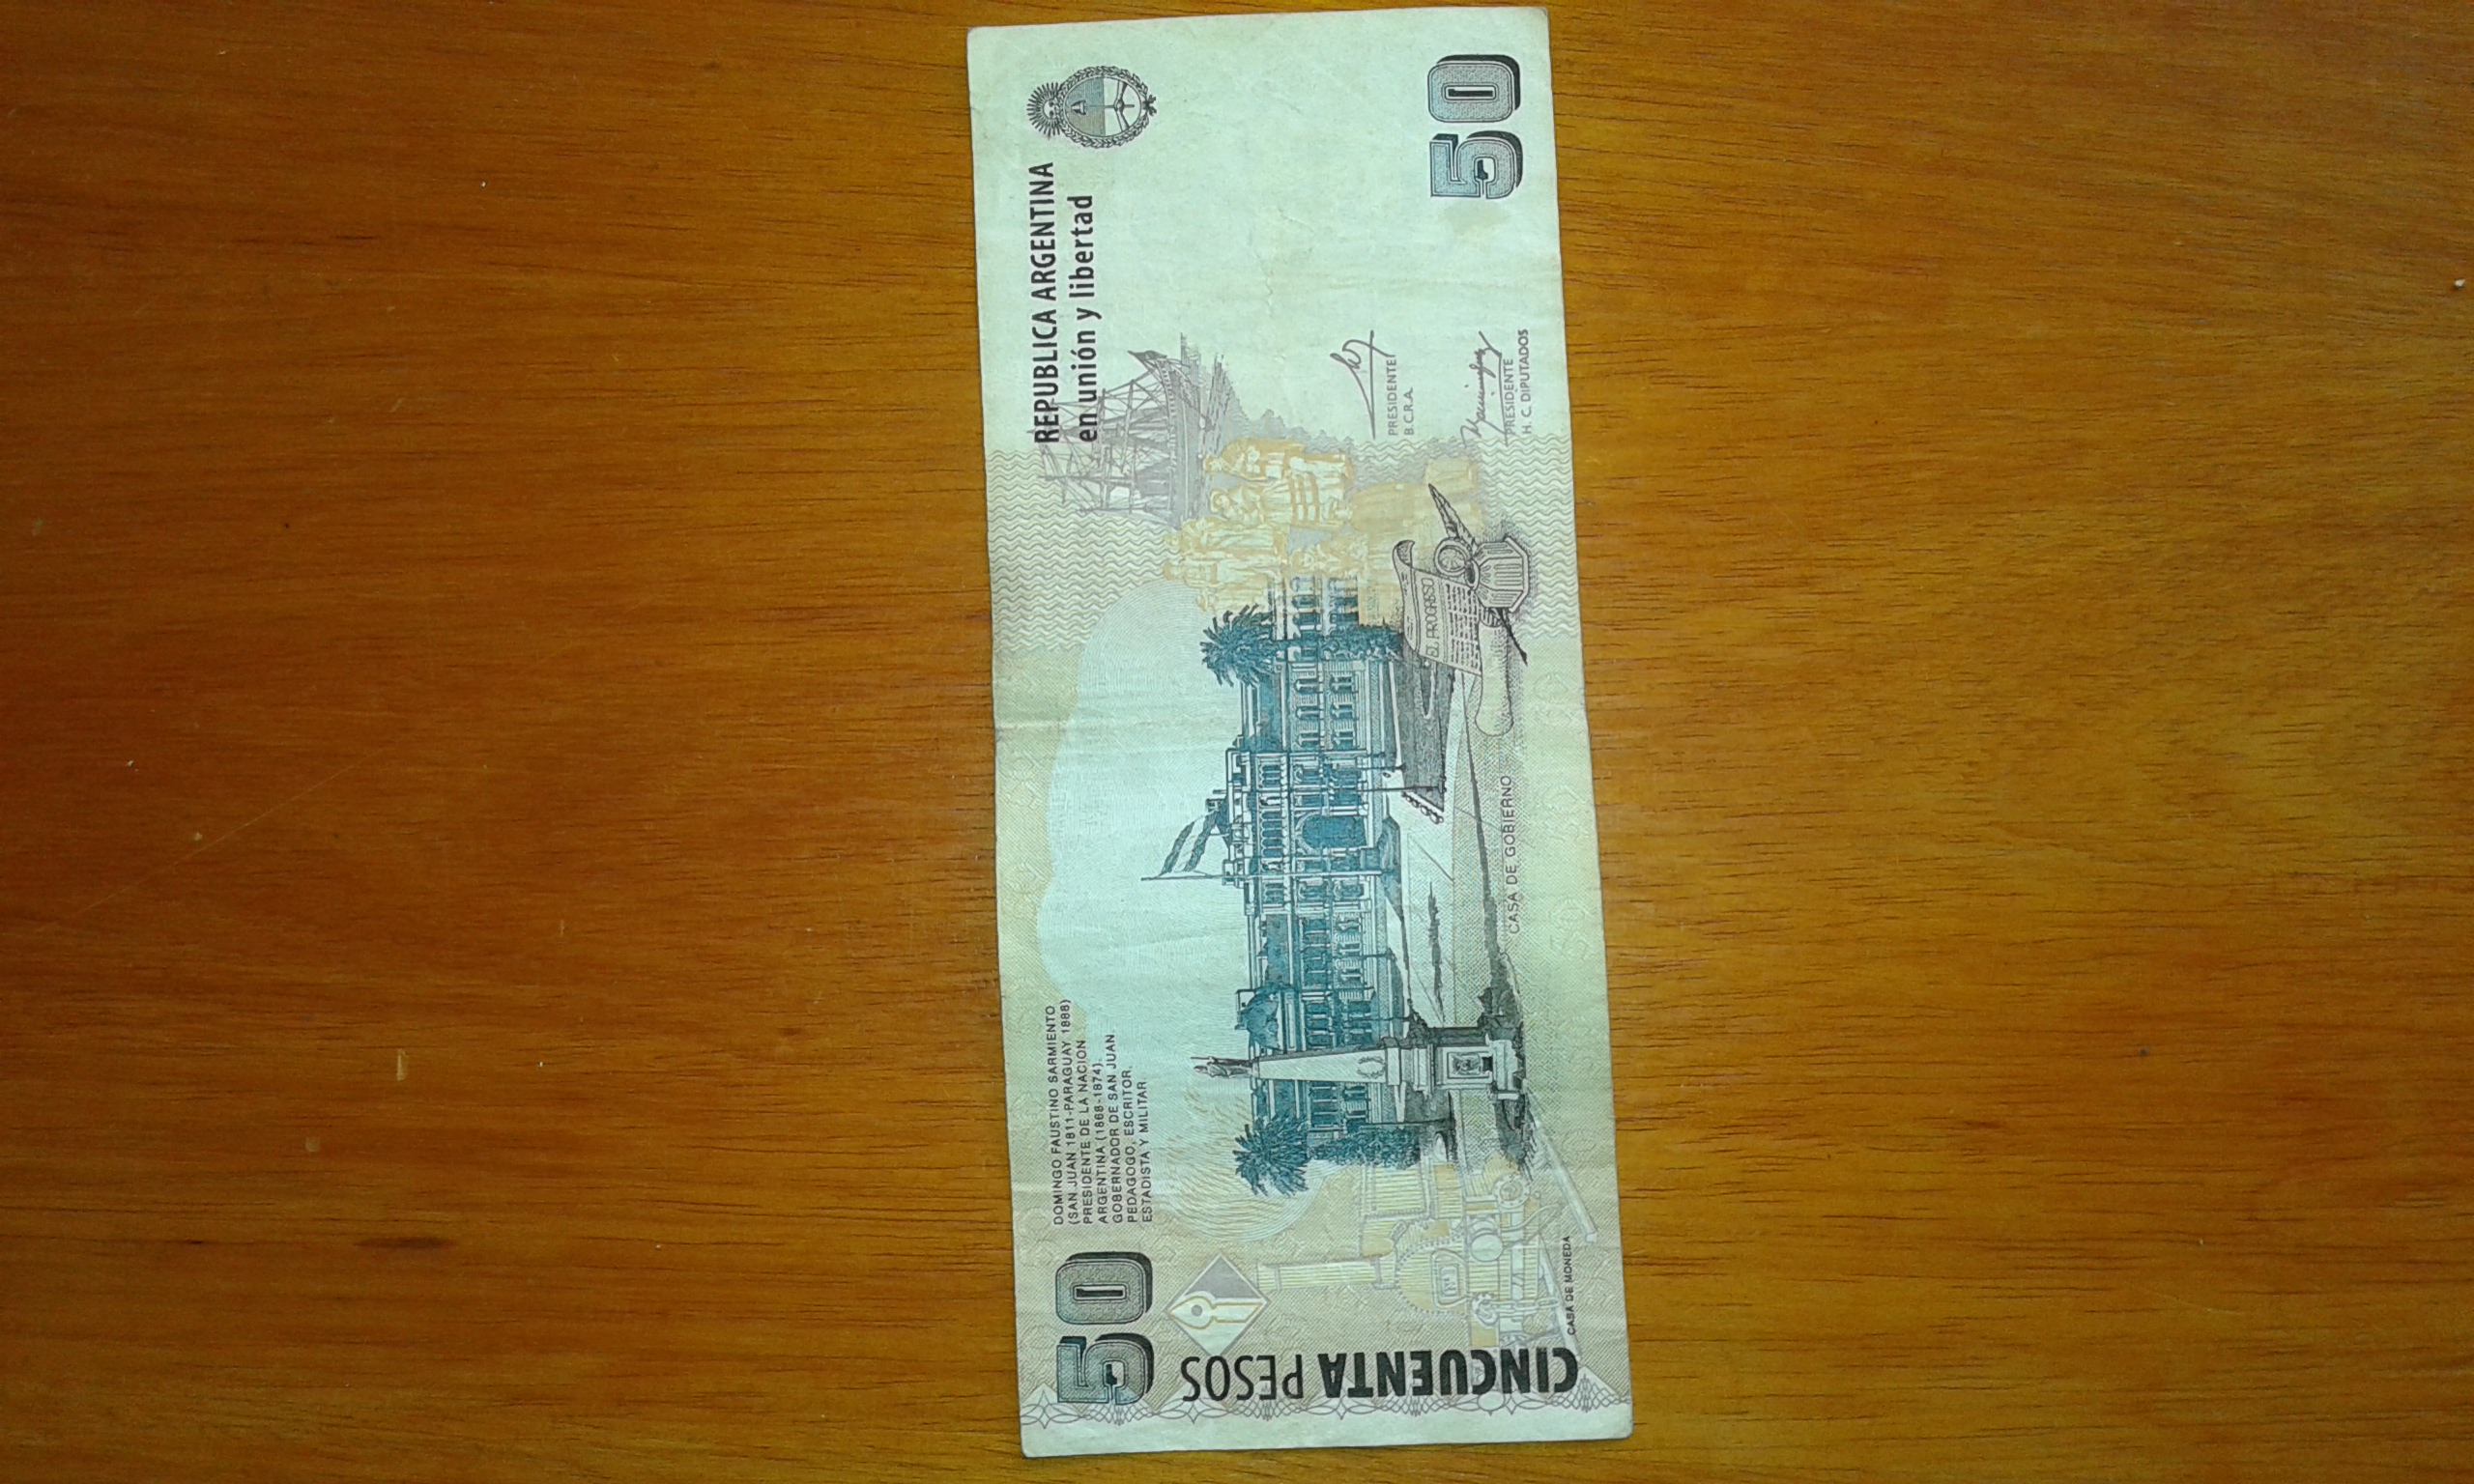 50
DOMINGO FAUSTINO SARMIENTO
(SAN JUAN 1811-PARAGUAY 1888)
PRESIDENTE DE LA NACION
ARGENTINA (1868-1874).
GOBERNADOR DE SAN JUAN.
PEDAGOGO, ESCRITOR,
ESTADISTA Y MILITAR.
REPUBLICA ARGENTINA
en unión y libertad
CINCUENTA PESOS
EL PROGRESO
CASA DE GOBIERNO
CASA DE MONEDA
PRESIDENTE
B.C.R.A.
PRESIDENTE
H. C. DIPUTADOS
50